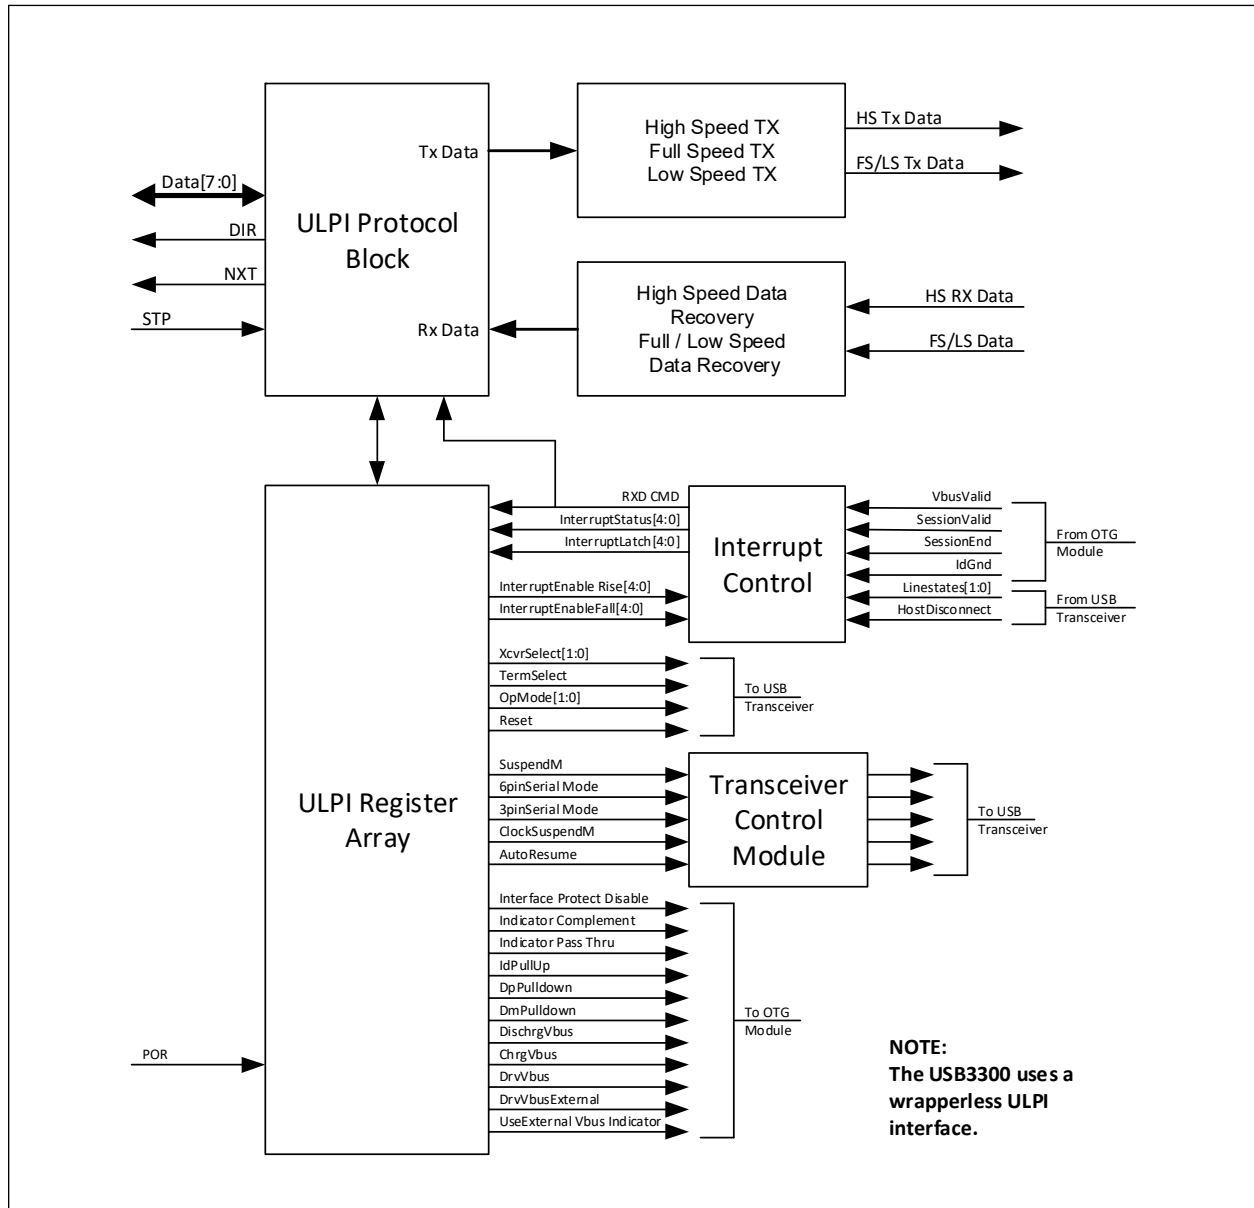 Tx Data
High Speed TX
Full Speed TX
Low Speed TX
HS Tx Data
FS/LS Tx Data
Data[7:0]
DIR
NXT
STP
ULPI Protocol
Block
Rx Data
High Speed Data
Recovery
Full / Low Speed
Data Recovery
HS RX Data
FS/LS Data
RXD CMD
InterruptStatus[4:0]
InterruptLatch[4:0]
InterruptEnable Rise[4:0]
InterruptEnableFall[4:0]
Interrupt
Control
VbusValid
SessionValid
SessionEnd
IdGnd
Linestates[1:0]
HostDisconnect
From OTG
Module
From USB
Transceiver
XcvrSelect[1:0]
TermSelect
OpMode[1:0]
Reset
To USB
Transceiver
ULPI Register
Array
SuspendM
6pinSerial Mode
3pinSerial Mode
ClockSuspendM
AutoResume
Transceiver
Control
Module
To USB
Transceiver
Interface Protect Disable
Indicator Complement
Indicator Pass Thru
IdPullUp
DpPulldown
DmPulldown
DischrgVbus
ChrgVbus
DrvVbus
DrvVbusExternal
UseExternal Vbus Indicator
To OTG
Module
POR
NOTE:
The USB3300 uses a
wrapperless ULPI
interface.